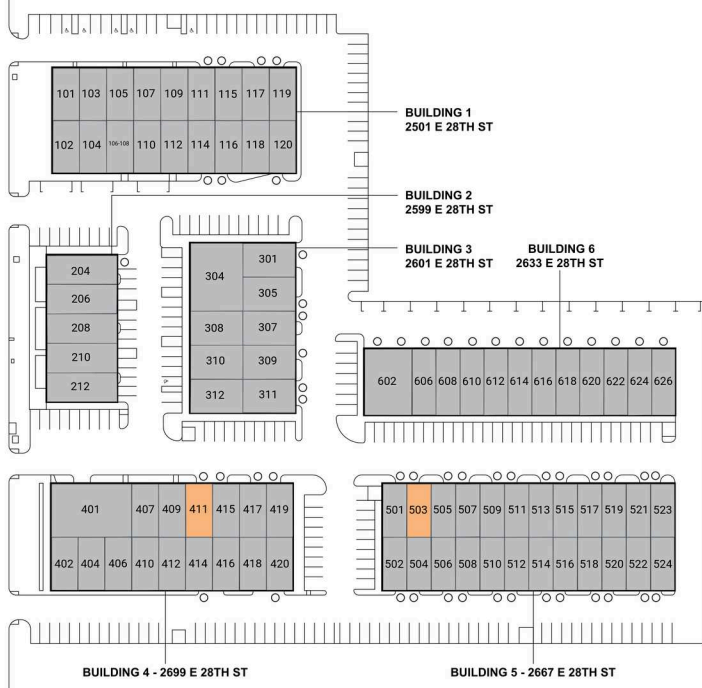 101 103 105 107 109 111 115 117 119
102 104 106-108 110 112 114 116 118 120
BUILDING 1
2501 E 28TH ST
BUILDING 2
2599 E 28TH ST
BUILDING 3
2601 E 28TH ST
BUILDING 6
2633 E 28TH ST
204
206
208
210
212
304
301
305
308
307
310
309
312
311
602 606 608 610 612 614 616 618 620 622 624 626
401 407 409 411 415 417 419
402 404 406 410 412 414 416 418 420
501 503 505 507 509 511 513 515 517 519 521 523
502 504 506 508 510 512 514 516 518 520 522 524
BUILDING 4 - 2699 E 28TH ST
BUILDING 5 - 2667 E 28TH ST